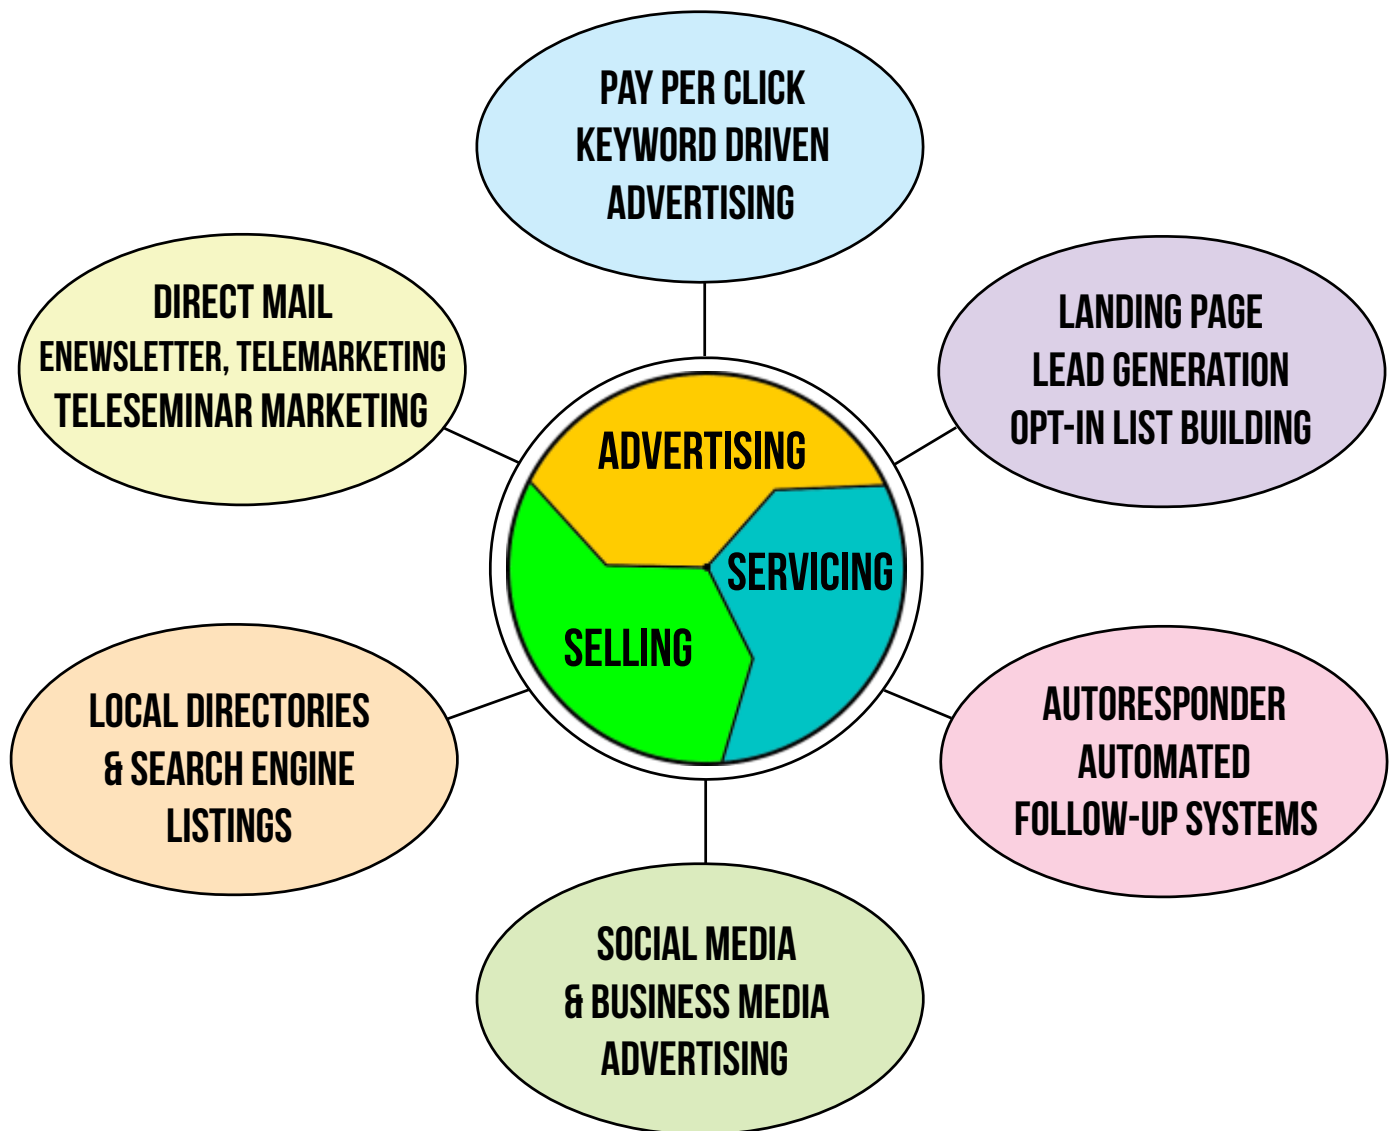 PAY PER CLICK
KEYWORD DRIVEN
ADVERTISING
DIRECT MAIL
ENEWSLETTER, TELEMARKETING
TELESEMINAR MARKETING
LANDING PAGE
LEAD GENERATION
OPT-IN LIST BUILDING
ADVERTISING
SERVICING
SELLING
LOCAL DIRECTORIES
& SEARCH ENGINE
LISTINGS
AUTORESPONDER
AUTOMATED
FOLLOW-UP SYSTEMS
SOCIAL MEDIA
& BUSINESS MEDIA
ADVERTISING